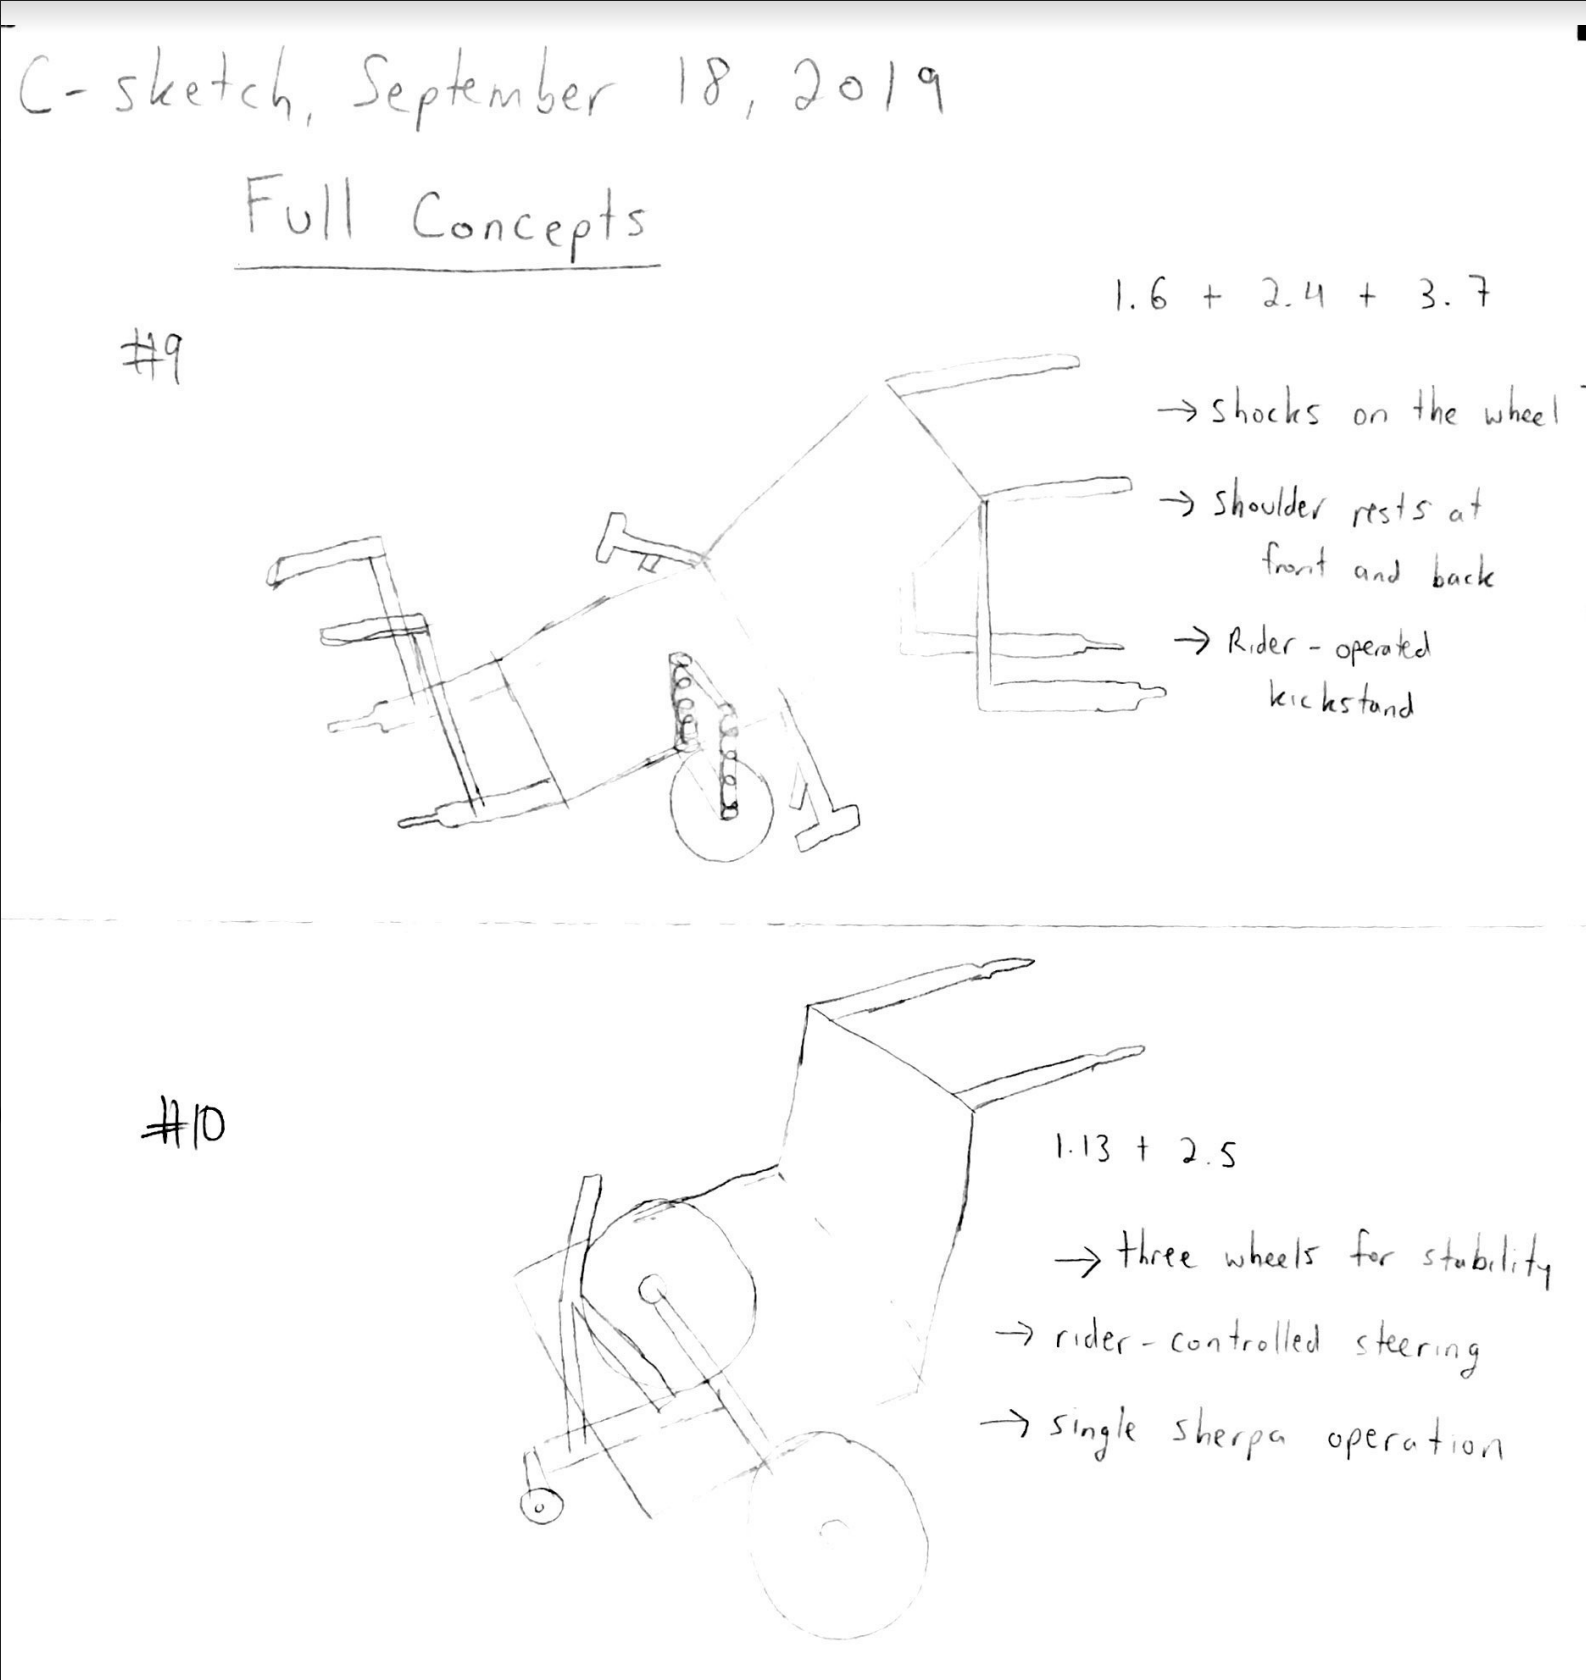 C-sketch, September 18, 2019
Full Concepts
#9
1.6 + 2.4 + 3.7
→ shocks on the wheel
→ shoulder rests at
front and back
→ Rider-operated
kickstand
#10
1.13 + 2.5
→ three wheels for stability
→ rider-controlled steering
→ single sherpa operation